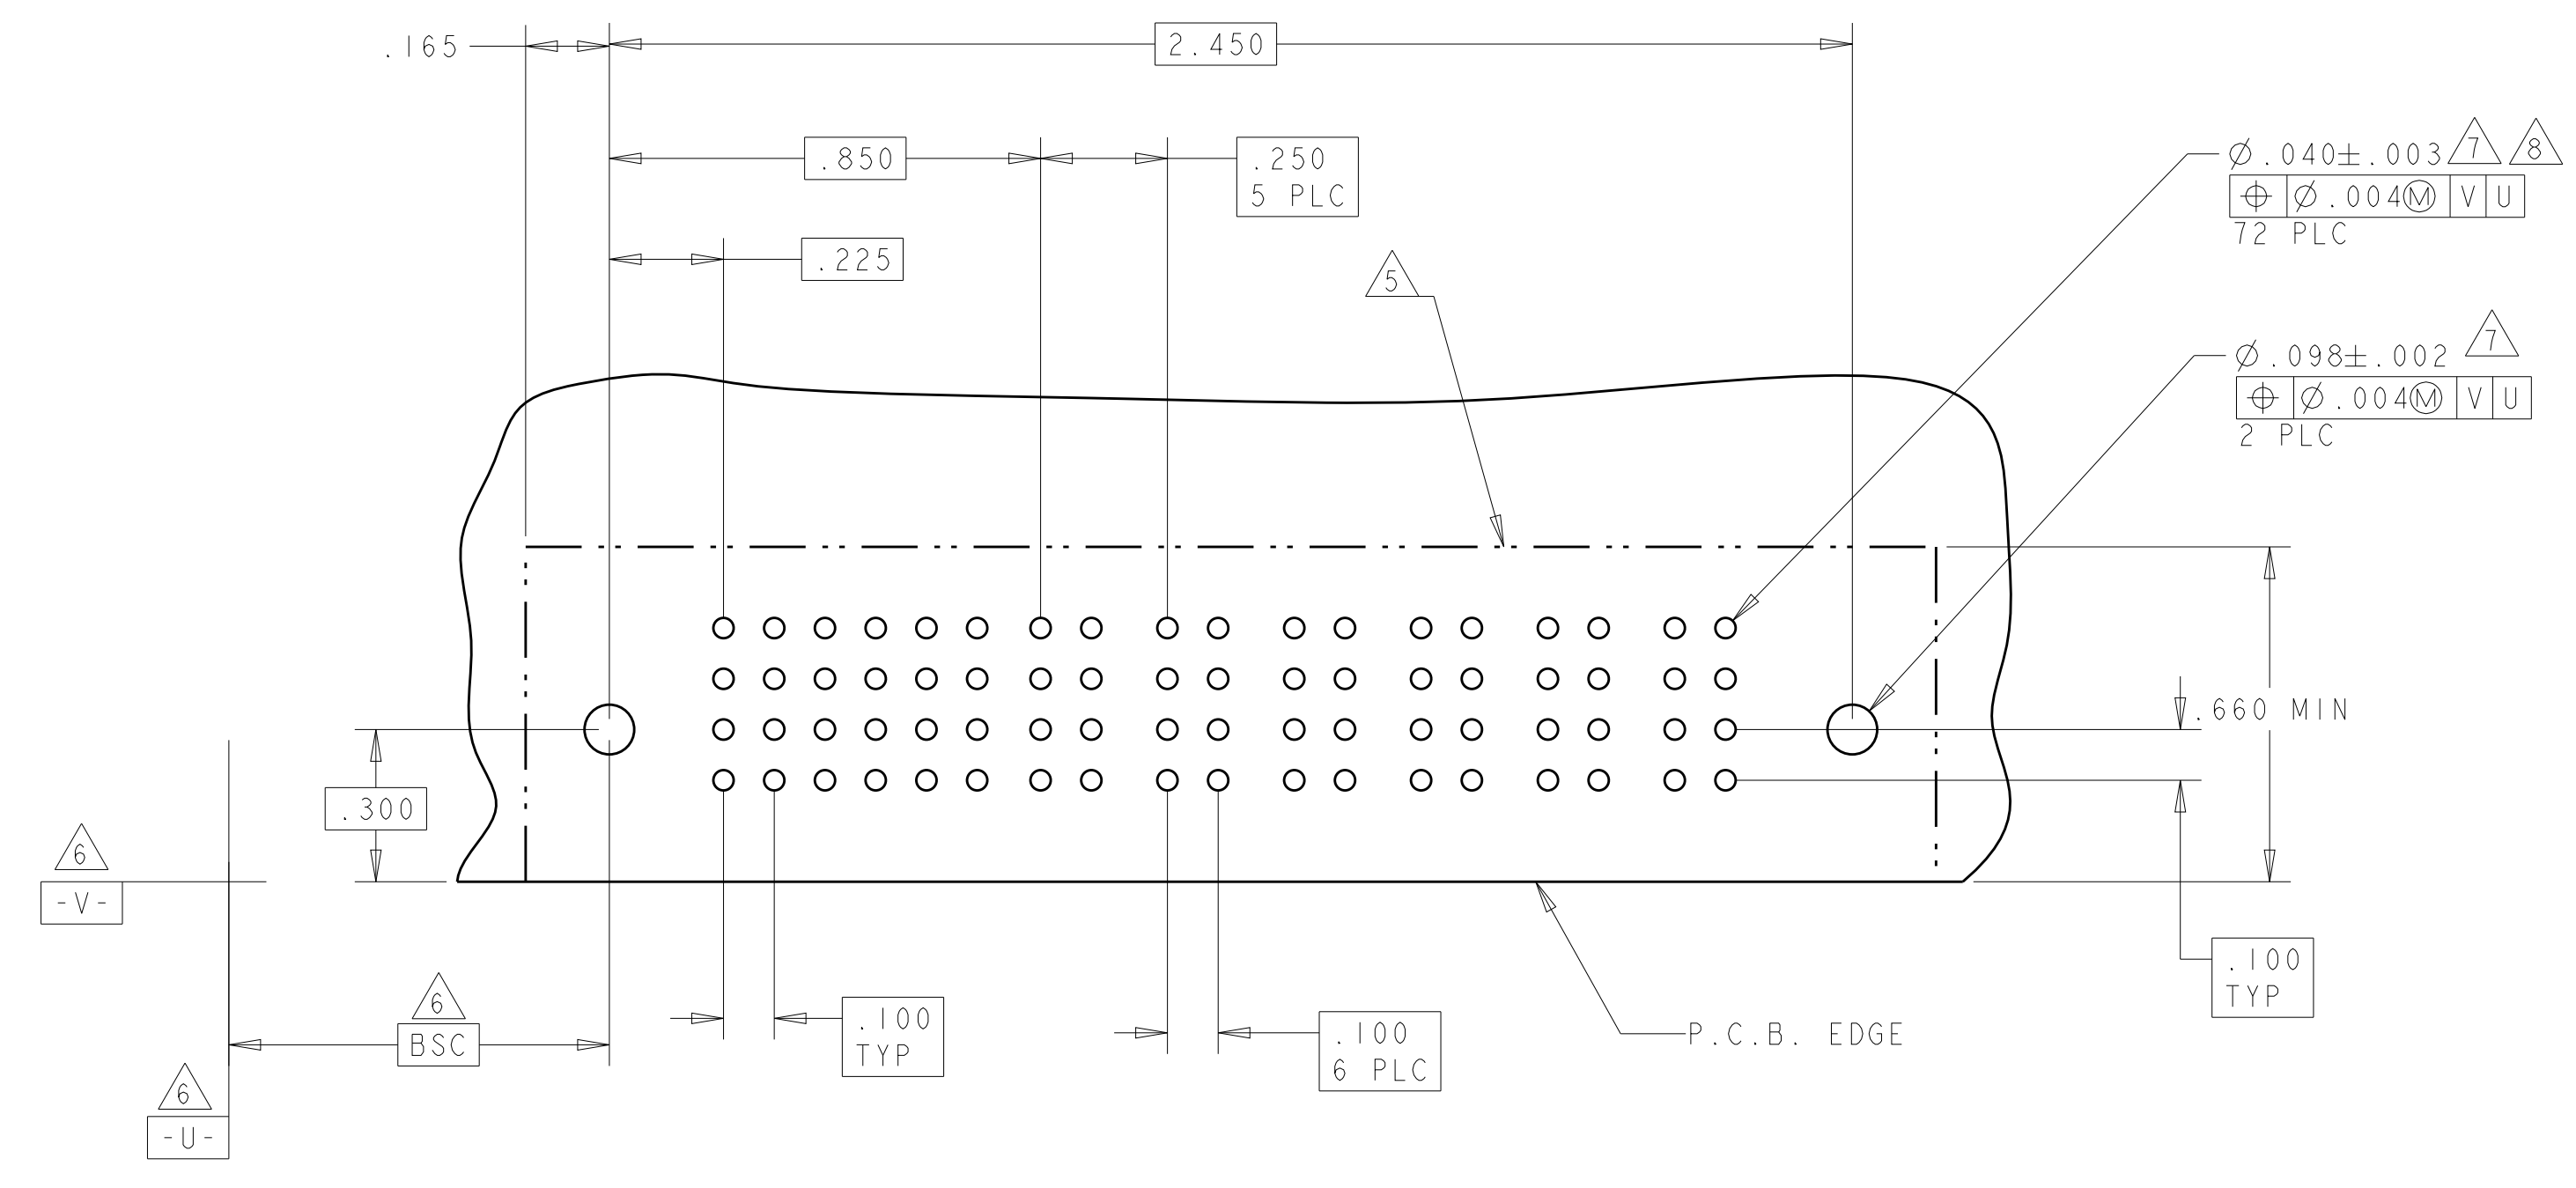 .165
2.450
.850
.250
5 PLC
.225
5
Ø.040±.003 7 8
⌖ Ø.004Ⓜ V U
72 PLC
Ø.098±.002 7
⌖ Ø.004Ⓜ V U
2 PLC
.660 MIN
.300
6
-V-
6
BSC
6
-U-
.100
TYP
.100
6 PLC
P.C.B. EDGE
.100
TYP